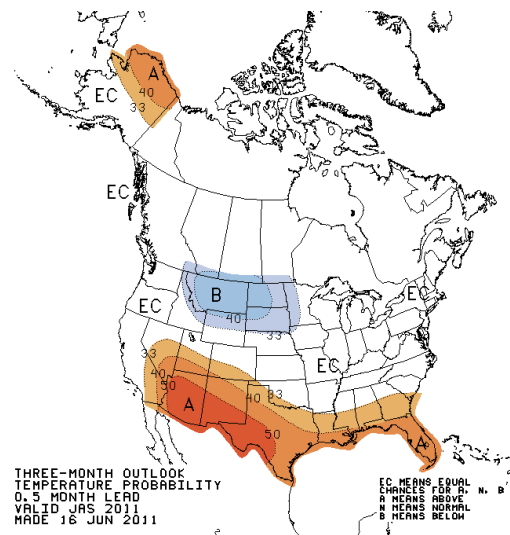 A
EC
40
33
EC
B
EC
EC
40
33
EC
33
40
50
40
33
A
50
A
THREE-MONTH OUTLOOK
TEMPERATURE PROBABILITY
0.5 MONTH LEAD
VALID JAS 2011
MADE 16 JUN 2011
EC MEANS EQUAL
CHANCES FOR A, N, B
A MEANS ABOVE
N MEANS NORMAL
B MEANS BELOW